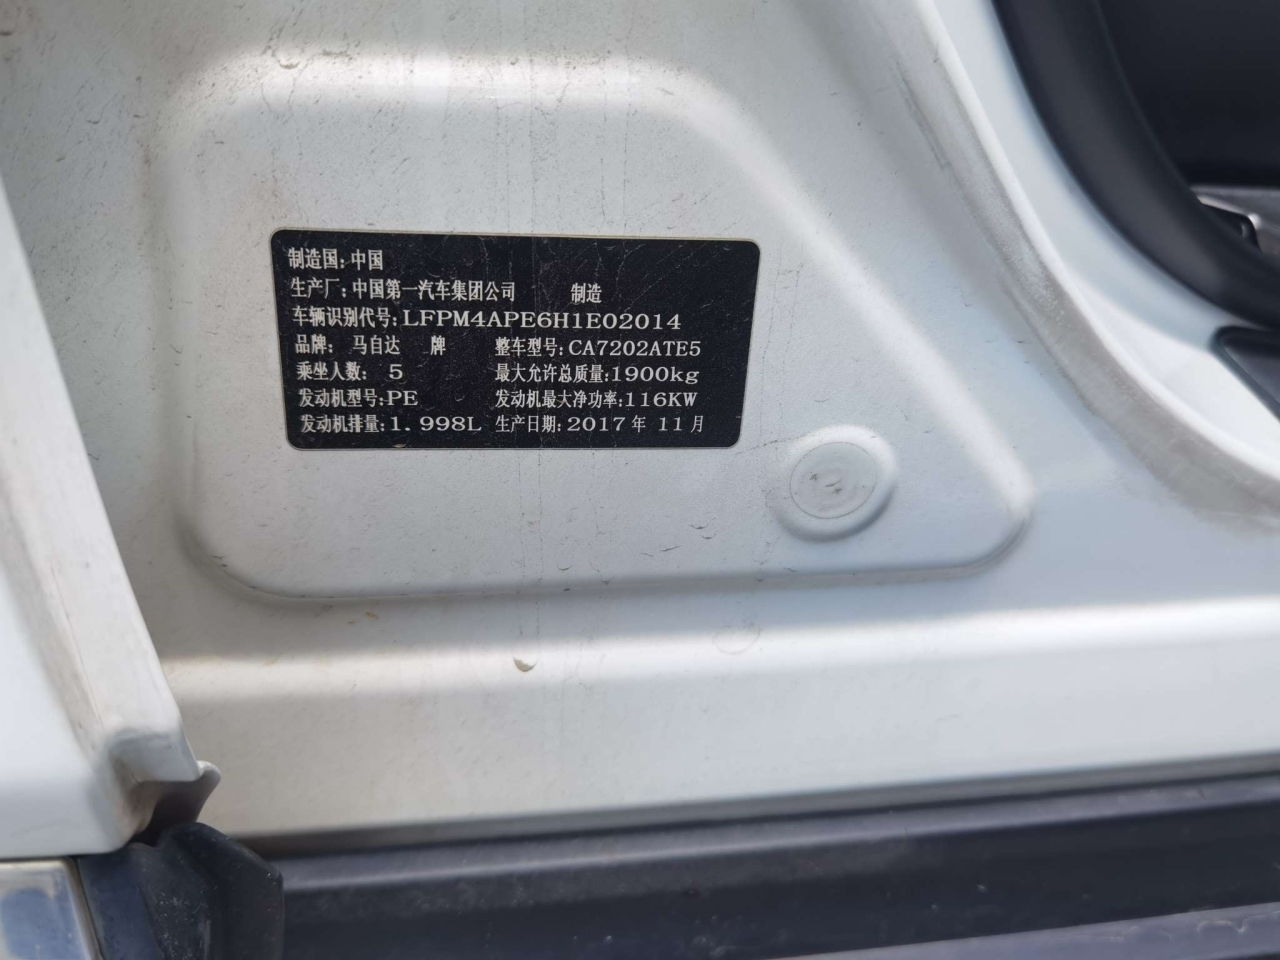 制造国:中国
生产厂:中国第一汽车集团公司 制造
车辆识别代号:LFPM4APE6H1E02014
品牌: 马自达 牌 整车型号:CA7202ATE5
乘坐人数: 5 最大允许总质量:1900kg
发动机型号:PE 发动机最大净功率:116KW
发动机排量:1.998L 生产日期:2017年 11月